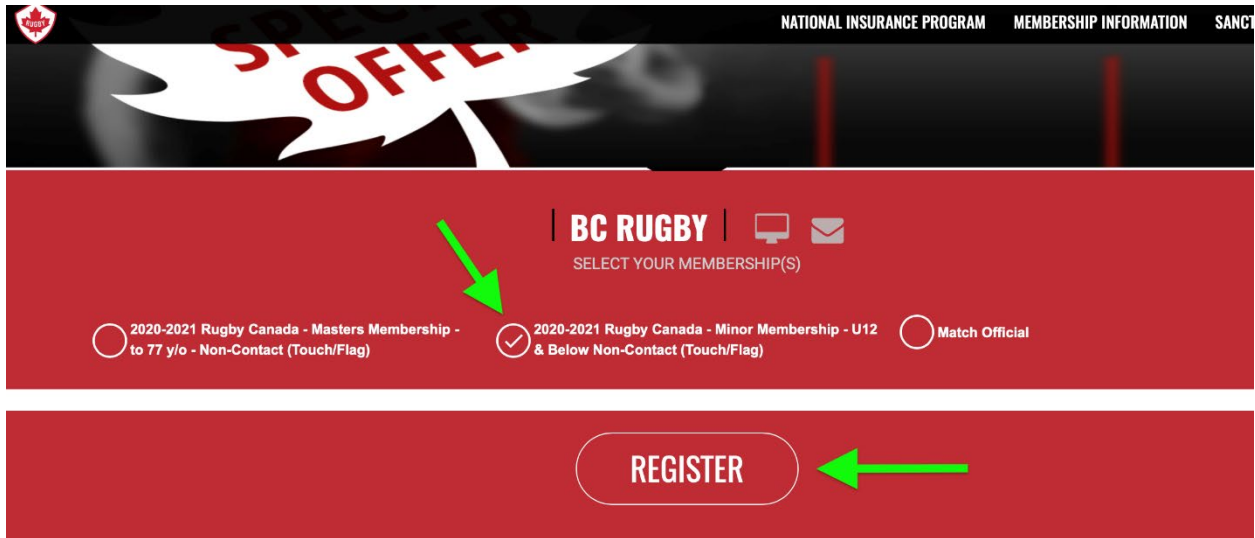 RUGBY
NATIONAL INSURANCE PROGRAM MEMBERSHIP INFORMATION SANCT
OFFER
BC RUGBY
SELECT YOUR MEMBERSHIP(S)
2020-2021 Rugby Canada - Masters Membership -
to 77 y/o - Non-Contact (Touch/Flag)
2020-2021 Rugby Canada - Minor Membership - U12
& Below Non-Contact (Touch/Flag)
Match Official
REGISTER